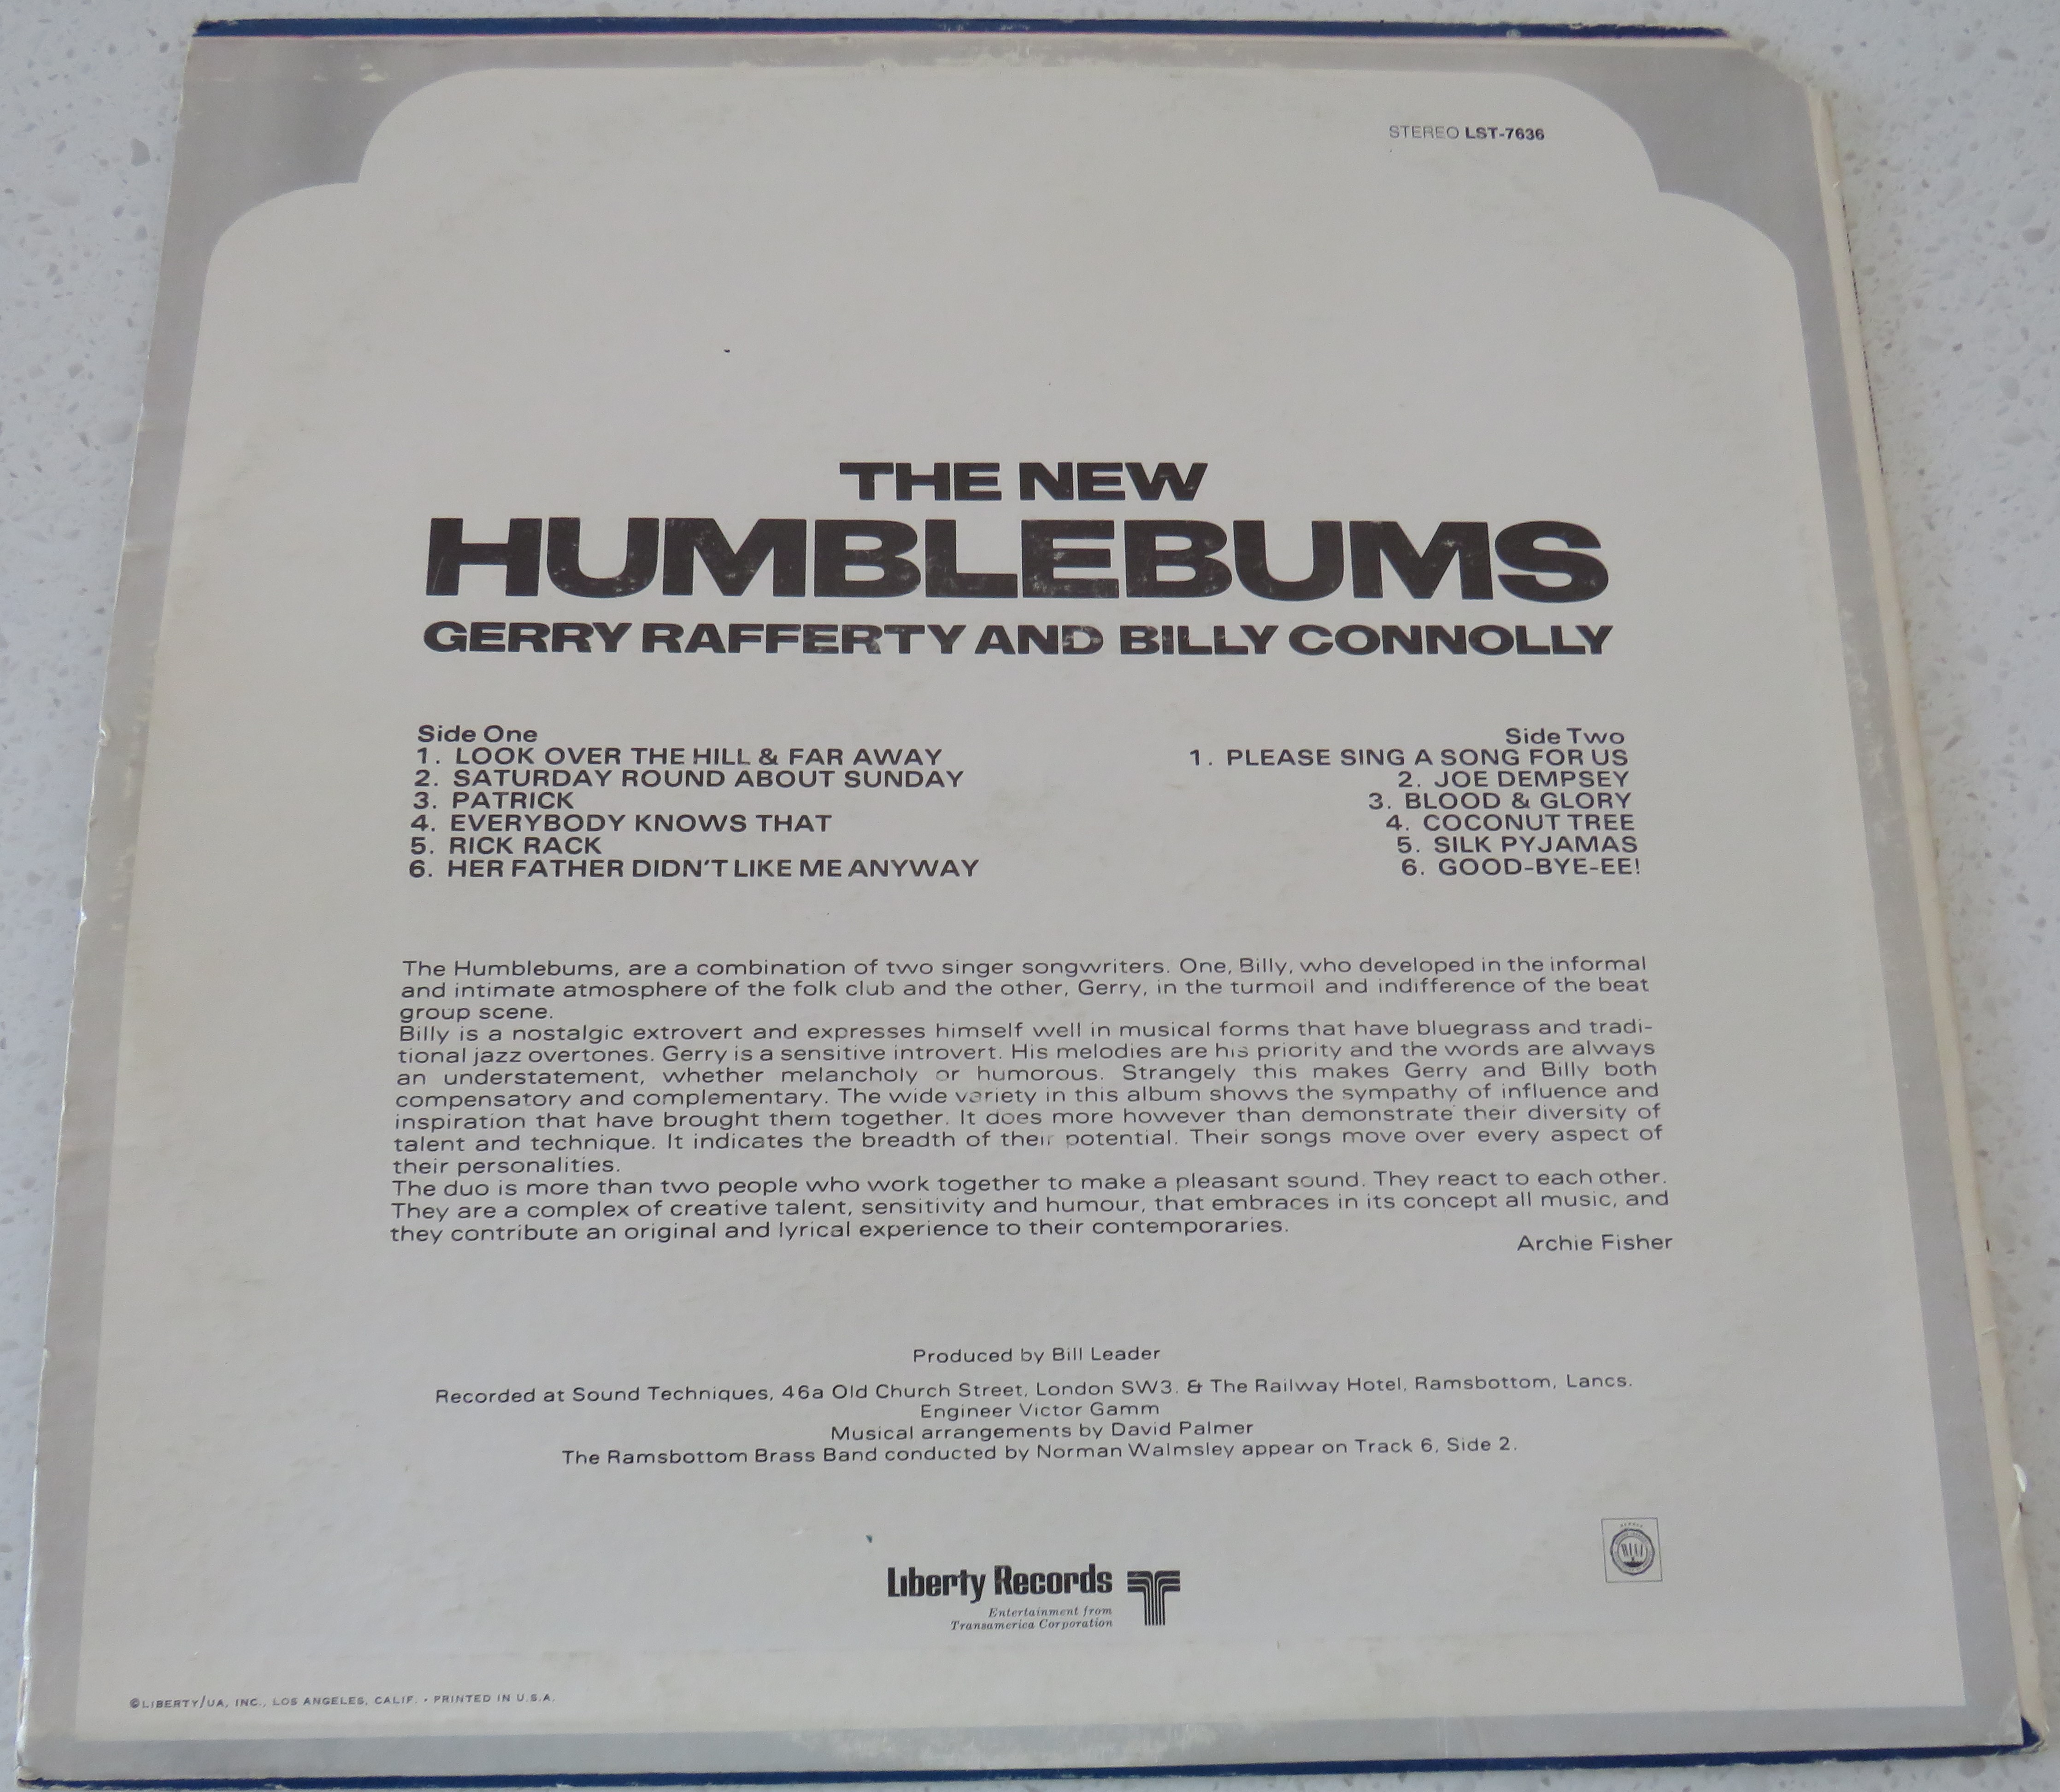 STEREO LST-7636
THE NEW
HUMBLEBUMS
GERRY RAFFERTY AND BILLY CONNOLLY
Side One
1. LOOK OVER THE HILL & FAR AWAY
2. SATURDAY ROUND ABOUT SUNDAY
3. PATRICK
4. EVERYBODY KNOWS THAT
5. RICK RACK
6. HER FATHER DIDN'T LIKE ME ANYWAY
Side Two
1. PLEASE SING A SONG FOR US
2. JOE DEMPSEY
3. BLOOD & GLORY
4. COCONUT TREE
5. SILK PYJAMAS
6. GOOD-BYE-EE!
The Humblebums, are a combination of two singer songwriters. One, Billy, who developed in the informal
and intimate atmosphere of the folk club and the other, Gerry, in the turmoil and indifference of the beat
group scene.
Billy is a nostalgic extrovert and expresses himself well in musical forms that have bluegrass and tradi-
tional jazz overtones. Gerry is a sensitive introvert. His melodies are his priority and the words are always
an understatement, whether melancholy or humorous. Strangely this makes Gerry and Billy both
compensatory and complementary. The wide variety in this album shows the sympathy of influence and
inspiration that have brought them together. It does more however than demonstrate their diversity of
talent and technique. It indicates the breadth of their potential. Their songs move over every aspect of
their personalities.
The duo is more than two people who work together to make a pleasant sound. They react to each other.
They are a complex of creative talent, sensitivity and humour, that embraces in its concept all music, and
they contribute an original and lyrical experience to their contemporaries.
Archie Fisher
Produced by Bill Leader
Recorded at Sound Techniques, 46a Old Church Street, London SW3. & The Railway Hotel, Ramsbottom, Lancs.
Engineer Victor Gamm
Musical arrangements by David Palmer
The Ramsbottom Brass Band conducted by Norman Walmsley appear on Track 6, Side 2.
Liberty Records
Entertainment from
Transamerica Corporation
©LIBERTY/UA, INC., LOS ANGELES, CALIF. • PRINTED IN U.S.A.